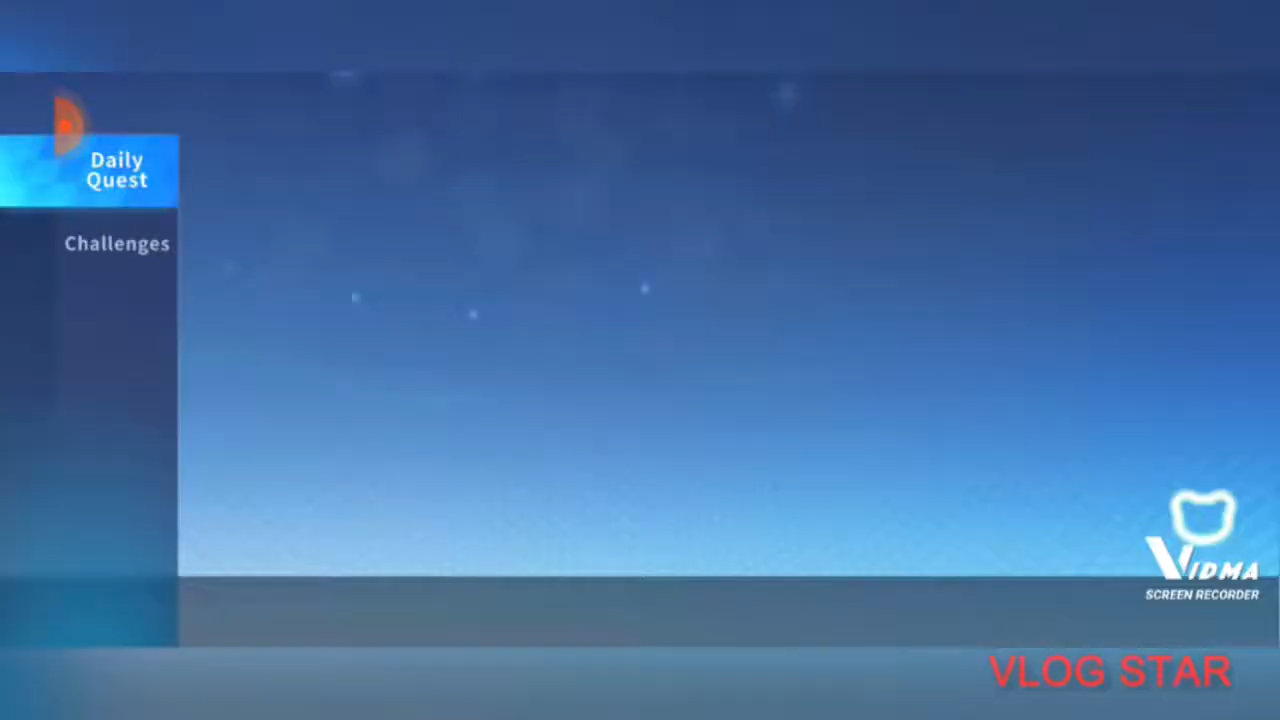 Daily
Quest
Challenges
VIDMA
SCREEN RECORDER
VLOG STAR